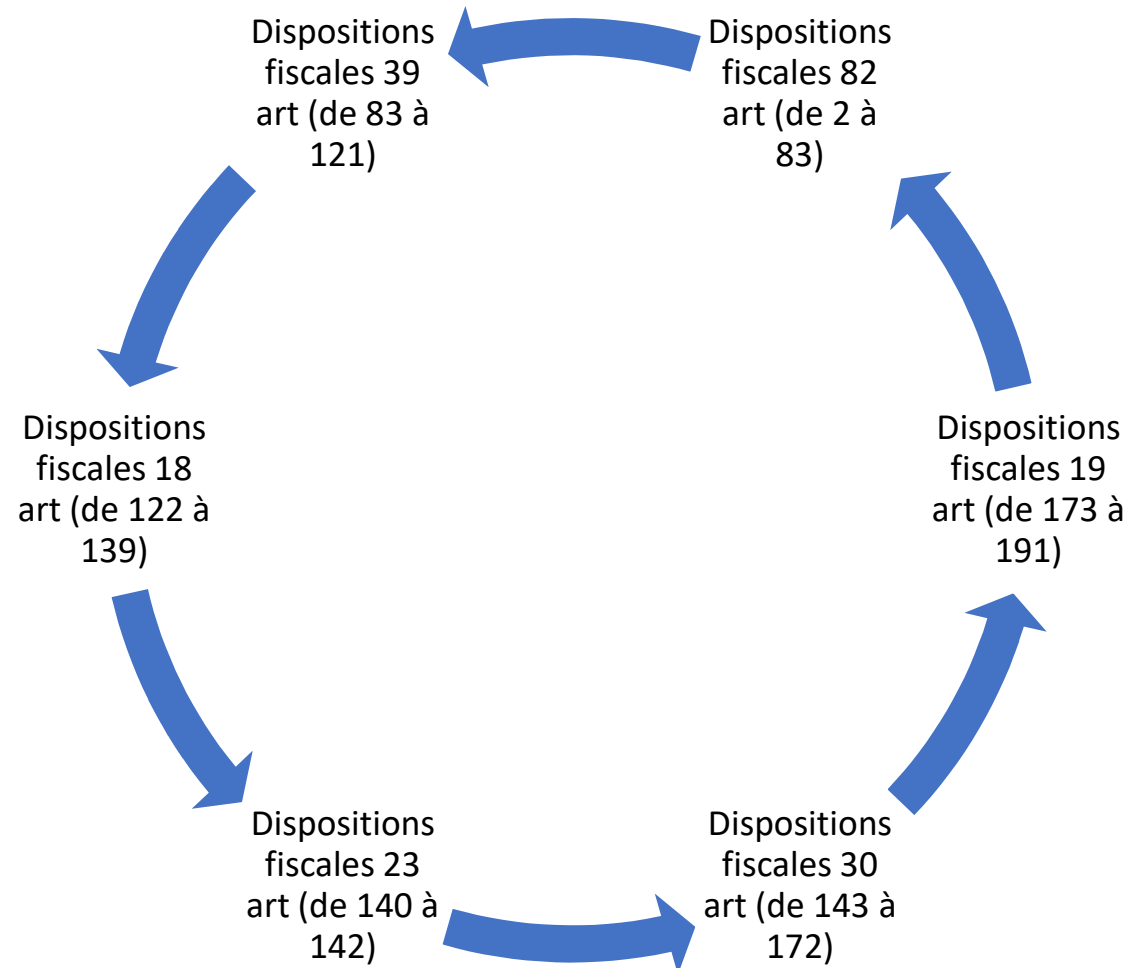 Dispositions
fiscales 39
art (de 83 à
121)
Dispositions
fiscales 82
art (de 2 à
83)
Dispositions
fiscales 18
art (de 122 à
139)
Dispositions
fiscales 19
art (de 173 à
191)
Dispositions
fiscales 23
art (de 140 à
142)
Dispositions
fiscales 30
art (de 143 à
172)